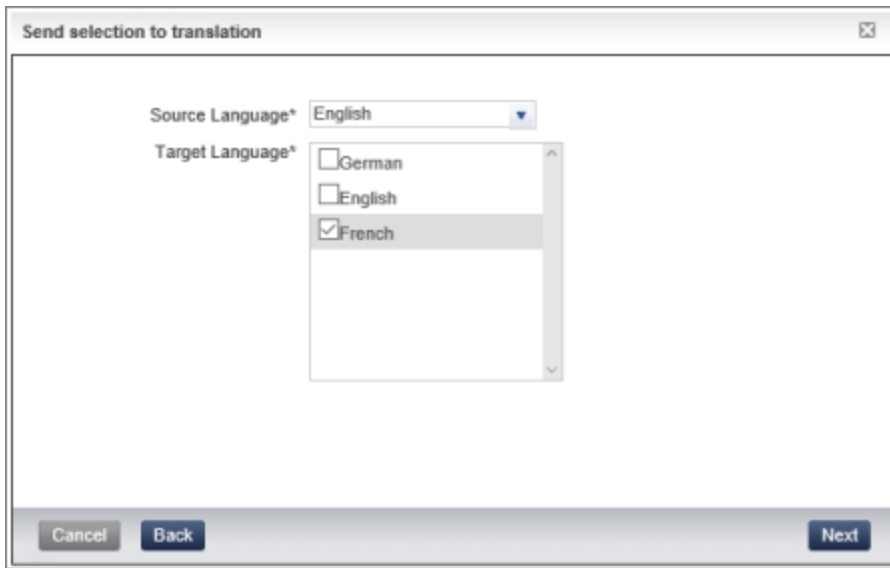 Send selection to translation
Source Language* English
Target Language* German
English
French
Cancel Back Next